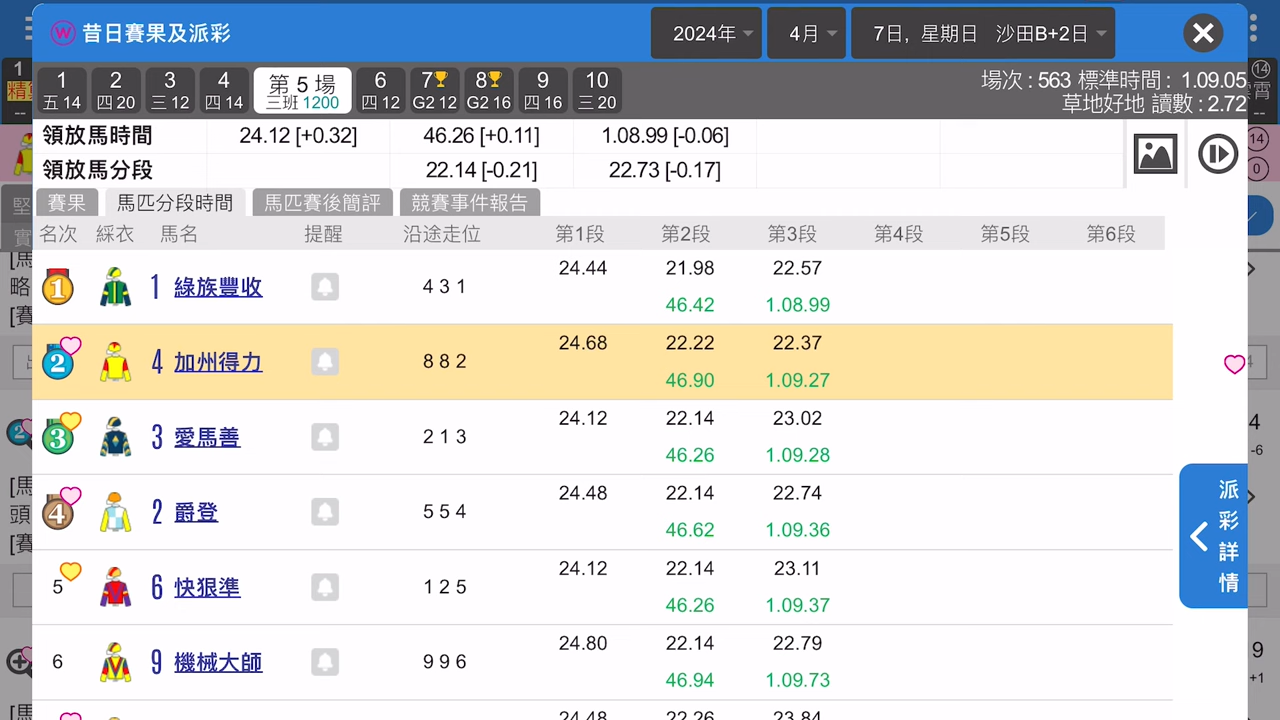 昔日賽果及派彩
2024年
4月
7日, 星期日 沙田B+2日
1 五 14
2 四 20
3 三 12
4 四 14
第 5 場 三班 1200
6 四 12
7 G2 12
8 G2 16
9 四 16
10 三 20
場次 : 563 標準時間 : 1.09.05
草地好地 讀數 : 2.72
領放馬時間 24.12 [+0.32] 46.26 [+0.11] 1.08.99 [-0.06]
領放馬分段 22.14 [-0.21] 22.73 [-0.17]
賽果 馬匹分段時間 馬匹賽後簡評 競賽事件報告
名次 綵衣 馬名 提醒 沿途走位 第1段 第2段 第3段 第4段 第5段 第6段
1 1 綠族豐收 4 3 1 24.44 21.98 22.57
46.42 1.08.99
2 4 加州得力 8 8 2 24.68 22.22 22.37
46.90 1.09.27
3 3 愛馬善 2 1 3 24.12 22.14 23.02
46.26 1.09.28
4 2 爵登 5 5 4 24.48 22.14 22.74
46.62 1.09.36
5 6 快狠準 1 2 5 24.12 22.14 23.11
46.26 1.09.37
6 9 機械大師 9 9 6 24.80 22.14 22.79
46.94 1.09.73
24.48 22.26 23.84
派彩詳情